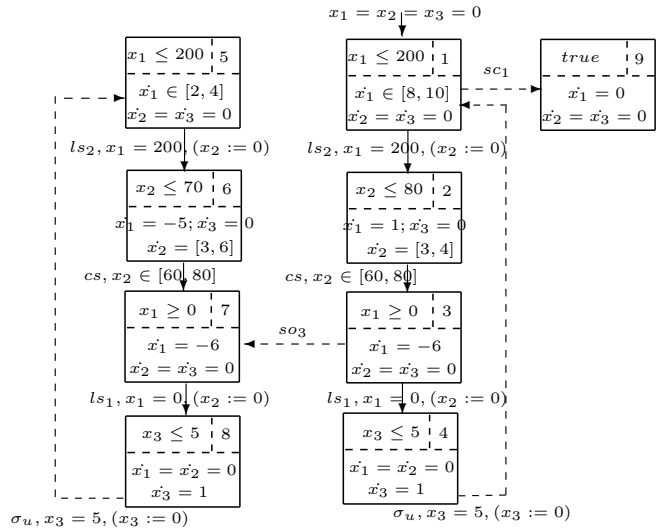 x₁ = x₂ = x₃ = 0
x₁ ≤ 200 5
ẋ₁ ∈ [2, 4]
ẋ₂ = ẋ₃ = 0
x₁ ≤ 200 1
ẋ₁ ∈ [8, 10]
ẋ₂ = ẋ₃ = 0
sc₁
true 9
ẋ₁ = 0
ẋ₂ = ẋ₃ = 0
ls₂, x₁ = 200, (x₂ := 0)
ls₂, x₁ = 200, (x₂ := 0)
x₂ ≤ 70 6
ẋ₁ = −5; ẋ₃ = 0
ẋ₂ = [3, 6]
x₂ ≤ 80 2
ẋ₁ = 1; ẋ₃ = 0
ẋ₂ = [3, 4]
cs, x₂ ∈ [60, 80]
cs, x₂ ∈ [60, 80]
x₁ ≥ 0 7
ẋ₁ = −6
ẋ₂ = ẋ₃ = 0
so₃
x₁ ≥ 0 3
ẋ₁ = −6
ẋ₂ = ẋ₃ = 0
ls₁, x₁ = 0, (x₂ := 0)
ls₁, x₁ = 0, (x₂ := 0)
x₃ ≤ 5 8
ẋ₁ = ẋ₂ = 0
ẋ₃ = 1
x₃ ≤ 5 4
ẋ₁ = ẋ₂ = 0
ẋ₃ = 1
σᵤ, x₃ = 5, (x₃ := 0)
σᵤ, x₃ = 5, (x₃ := 0)